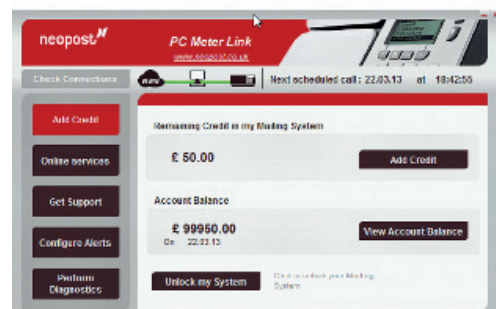 neopost
PC Meter Link
www.neopost.co.uk
Check Connections
www
Next scheduled call : 22.03.13 at 18:42:55
Add Credit
Online services
Get Support
Configure Alerts
Perform
Diagnostics
Remaining Credit in my Mailing System
£ 50.00
Add Credit
Account Balance
£ 99950.00
On 22.03.13
View Account Balance
Unlock my System
Click to unlock your Mailing
System